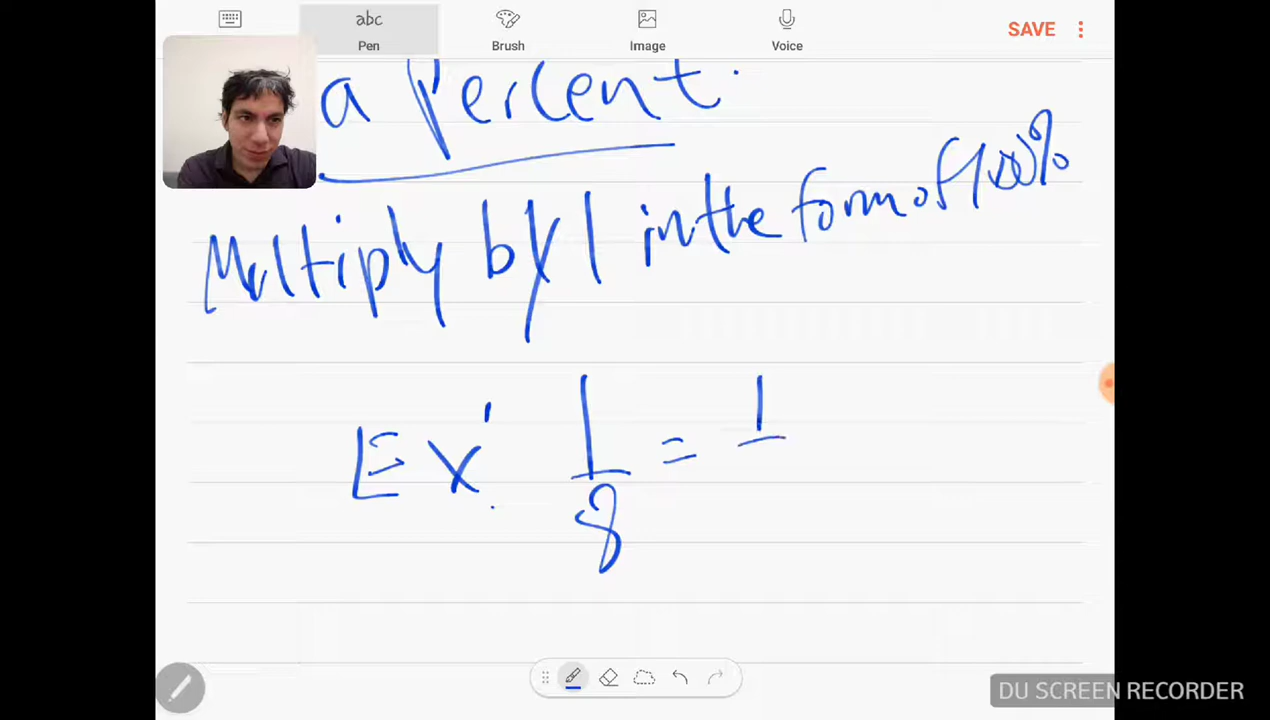 abc
Pen
Brush
Image
Voice
SAVE
a Percent.
Multiply by 1 in the form of 100%
Ex: 1/8 = 1
DU SCREEN RECORDER